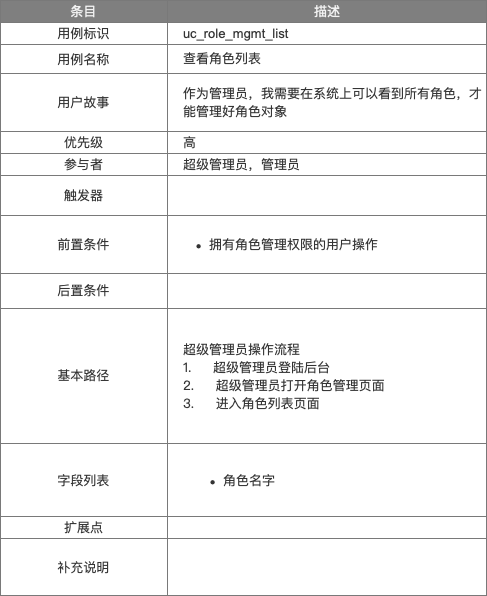 条目 描述
用例标识 uc_role_mgmt_list
用例名称 查看角色列表
用户故事 作为管理员，我需要在系统上可以看到所有角色，才
能管理好角色对象
优先级 高
参与者 超级管理员，管理员
触发器
前置条件 • 拥有角色管理权限的用户操作
后置条件
基本路径 超级管理员操作流程
1. 超级管理员登陆后台
2. 超级管理员打开角色管理页面
3. 进入角色列表页面
字段列表 • 角色名字
扩展点
补充说明